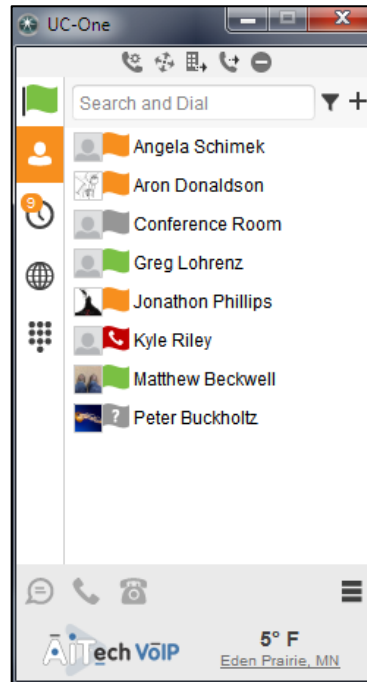 UC-One
Search and Dial
Angela Schimek
Aron Donaldson
9
Conference Room
Greg Lohrenz
Jonathon Phillips
Kyle Riley
Matthew Beckwell
? Peter Buckholtz
AiTech VoIP
5° F
Eden Prairie, MN